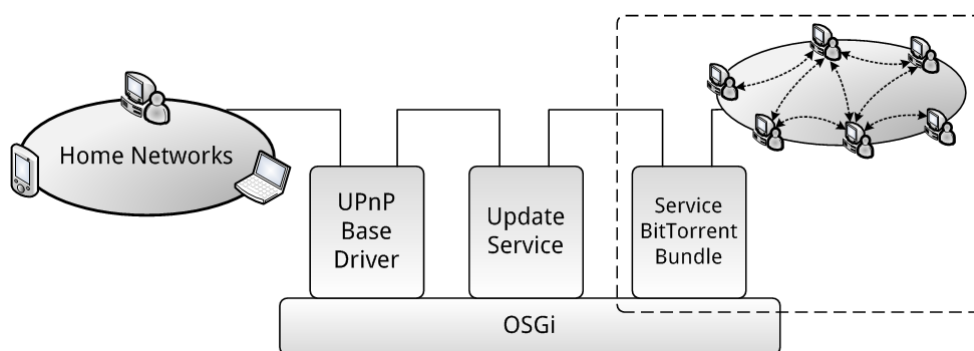 Home Networks
UPnP
Base
Driver
Update
Service
Service
BitTorrent
Bundle
OSGi